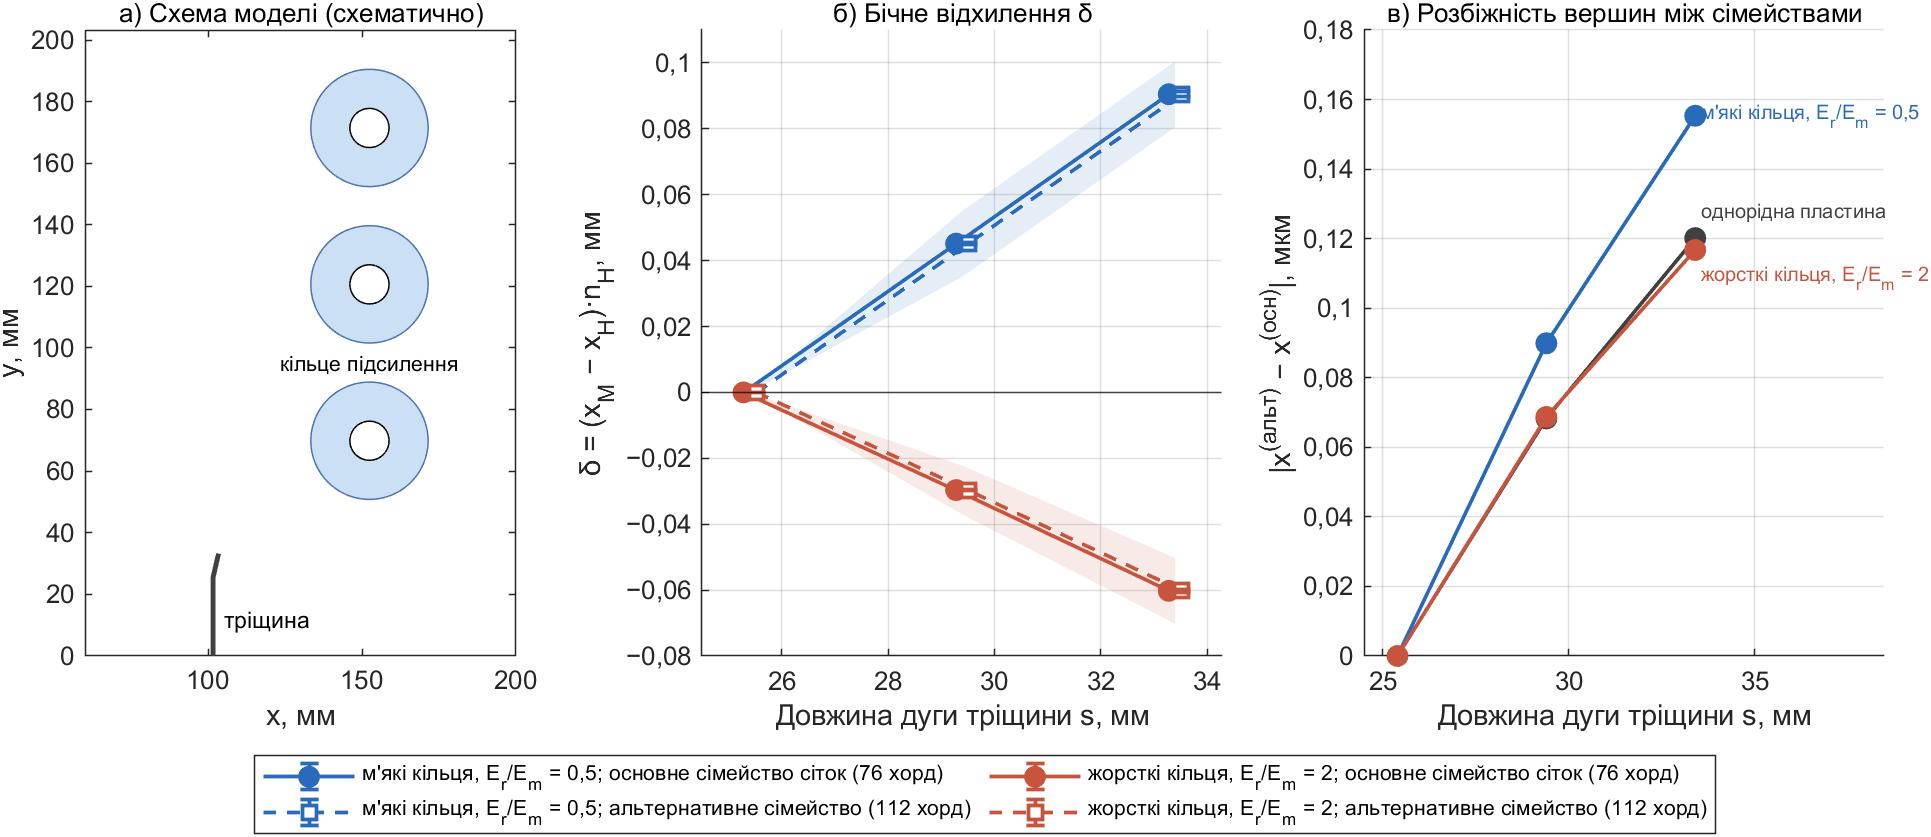 а) Схема моделі (схематично)
200
180
160
140
120
100
80
60
40
20
0
y, мм
кільце підсилення
тріщина
100
150
200
x, мм
б) Бічне відхилення δ
0,1
0,08
0,06
0,04
0,02
0
−0,02
−0,04
−0,06
−0,08
δ = (x_M − x_H)·n_H, мм
26
28
30
32
34
Довжина дуги тріщини s, мм
в) Розбіжність вершин між сімействами
0,18
0,16
0,14
0,12
0,1
0,08
0,06
0,04
0,02
0
|x^(альт) − x^(осн)|, мкм
м'які кільця, E_r/E_m = 0,5
однорідна пластина
жорсткі кільця, E_r/E_m = 2
25
30
35
Довжина дуги тріщини s, мм
м'які кільця, E_r/E_m = 0,5; основне сімейство сіток (76 хорд)
жорсткі кільця, E_r/E_m = 2; основне сімейство сіток (76 хорд)
м'які кільця, E_r/E_m = 0,5; альтернативне сімейство (112 хорд)
жорсткі кільця, E_r/E_m = 2; альтернативне сімейство (112 хорд)